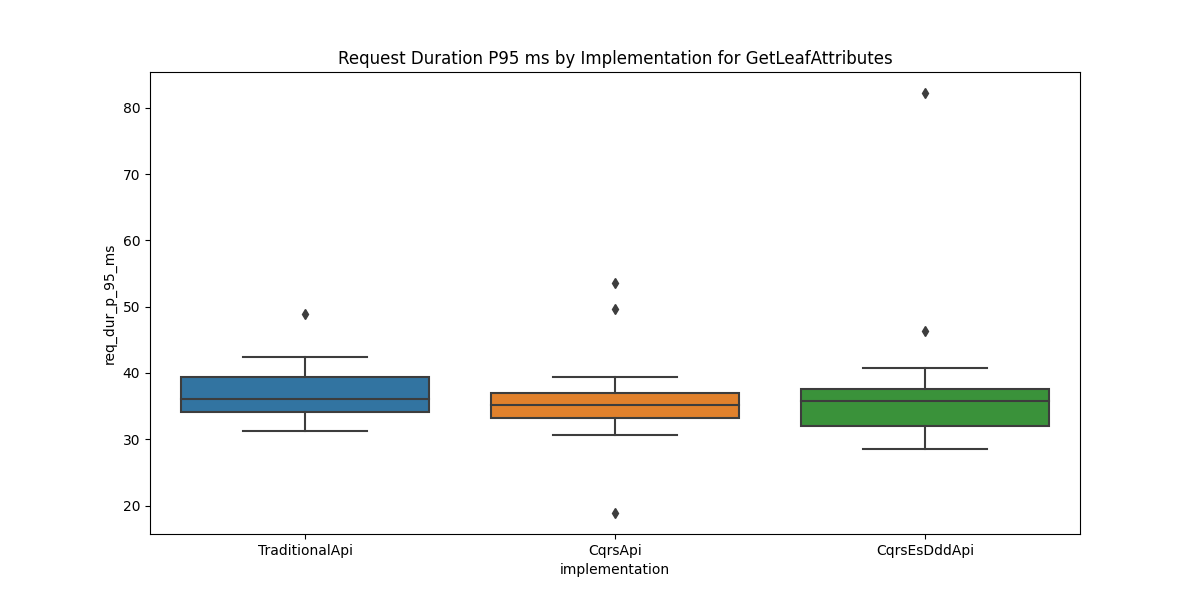 Request Duration P95 ms by Implementation for GetLeafAttributes
req_dur_p_95_ms
80
70
60
50
40
30
20
TraditionalApi
CqrsApi
CqrsEsDddApi
implementation